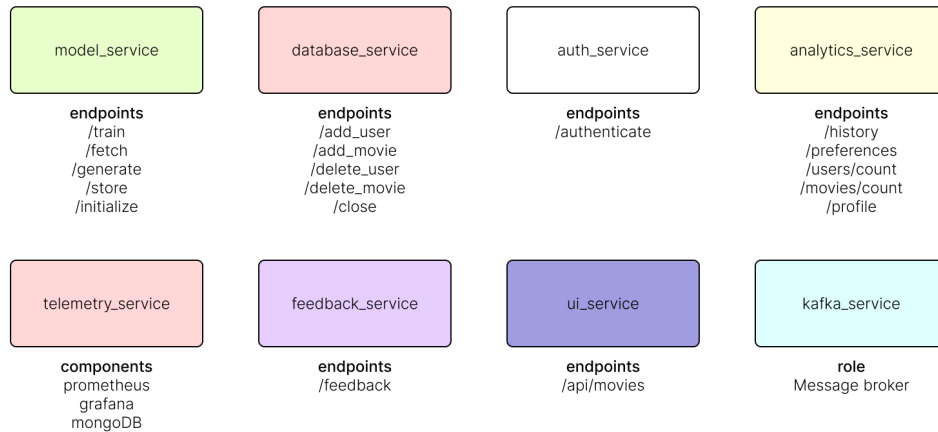 model_service
database_service
auth_service
analytics_service
endpoints
/train
/fetch
/generate
/store
/initialize
endpoints
/add_user
/add_movie
/delete_user
/delete_movie
/close
endpoints
/authenticate
endpoints
/history
/preferences
/users/count
/movies/count
/profile
telemetry_service
feedback_service
ui_service
kafka_service
components
prometheus
grafana
mongoDB
endpoints
/feedback
endpoints
/api/movies
role
Message broker